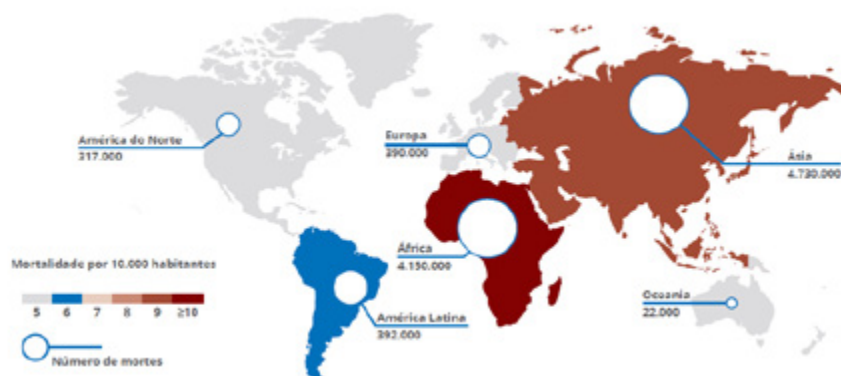 América do Norte
317.000
Europa
390.000
Ásia
4.730.000
África
4.150.000
Mortalidade por 10.000 habitantes
5 6 7 8 9 ≥10
América Latina
392.000
Oceania
22.000
Número de mortes